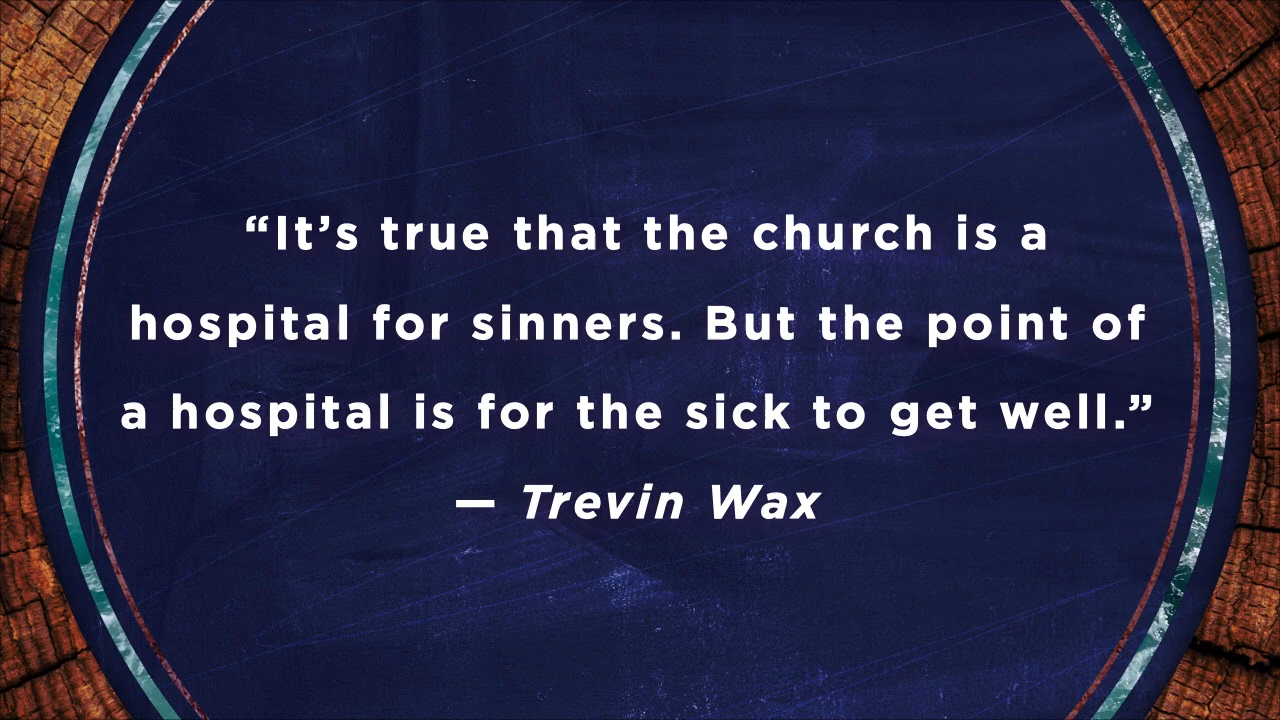 “It’s true that the church is a
hospital for sinners. But the point of
a hospital is for the sick to get well.”
— Trevin Wax